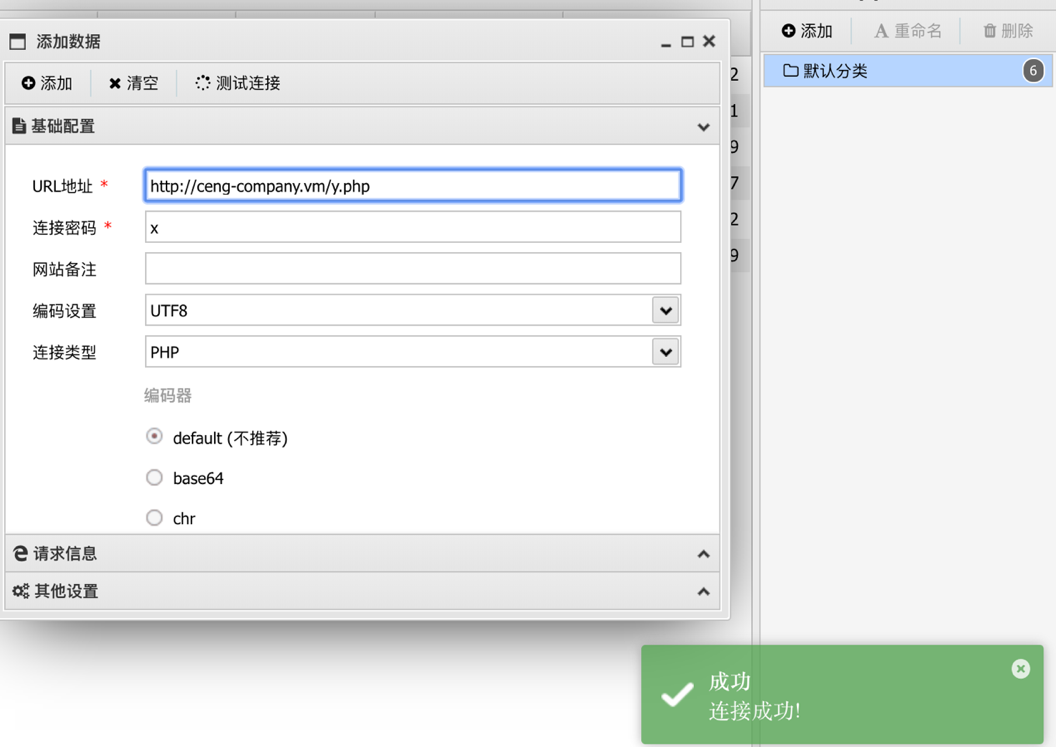 添加数据
添加 清空 测试连接
基础配置
URL地址 * http://ceng-company.vm/y.php
连接密码 * x
网站备注
编码设置 UTF8
连接类型 PHP
编码器
default (不推荐)
base64
chr
请求信息
其他设置
2
1
9
7
2
9
添加 重命名 删除
默认分类 6
成功
连接成功!